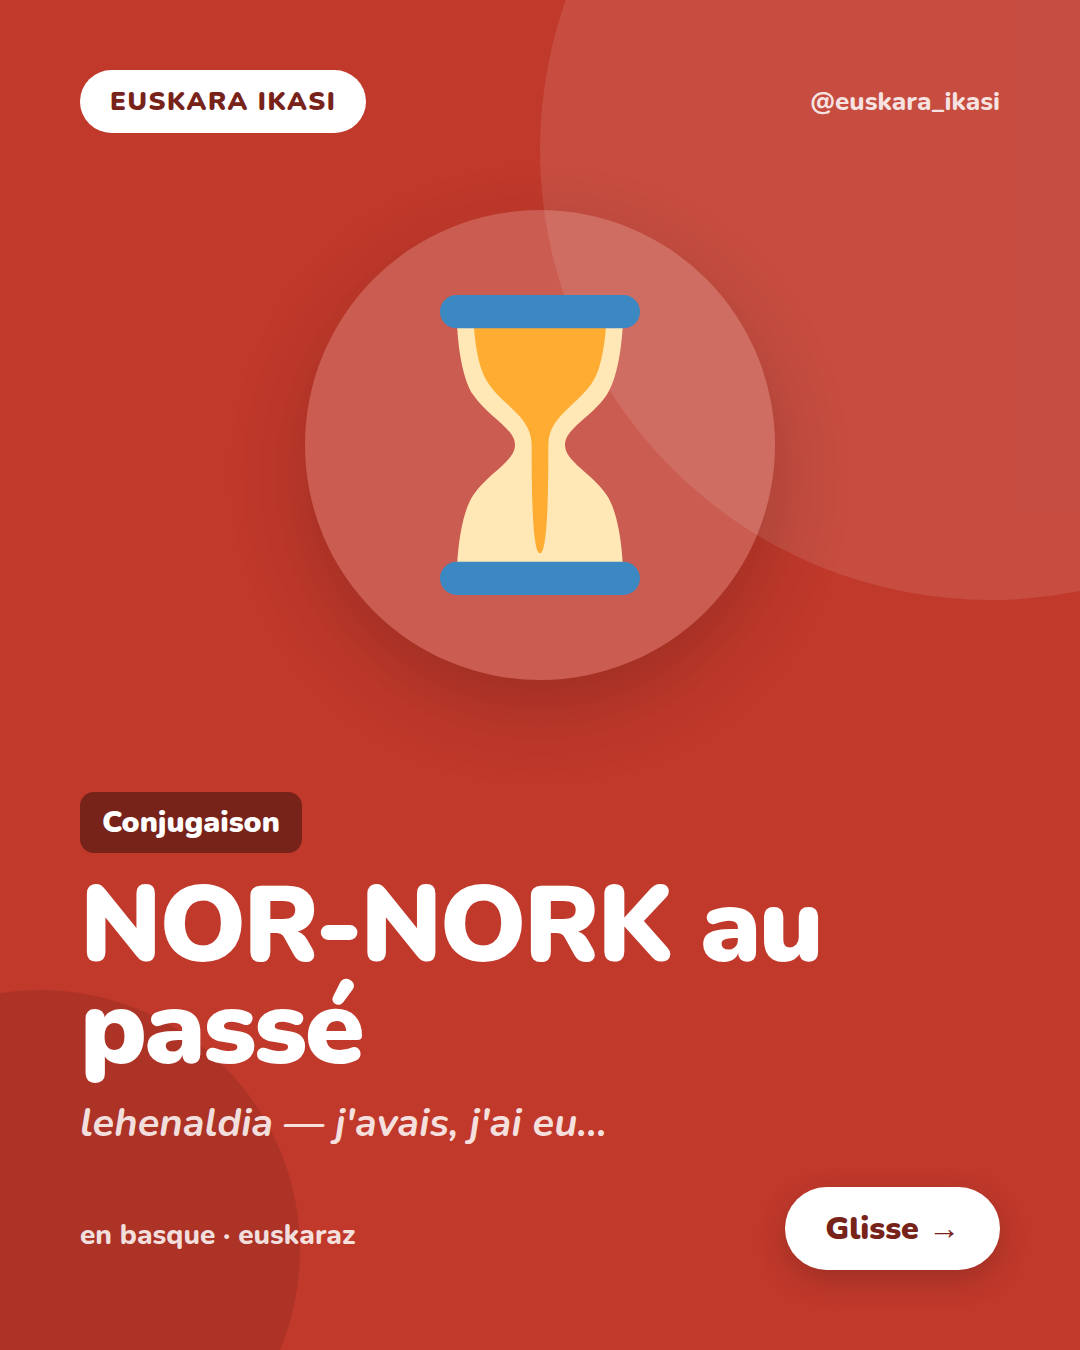 EUSKARA IKASI
@euskara_ikasi
Conjugaison
NOR-NORK au
passé
lehenaldia — j'avais, j'ai eu...
en basque · euskaraz
Glisse →